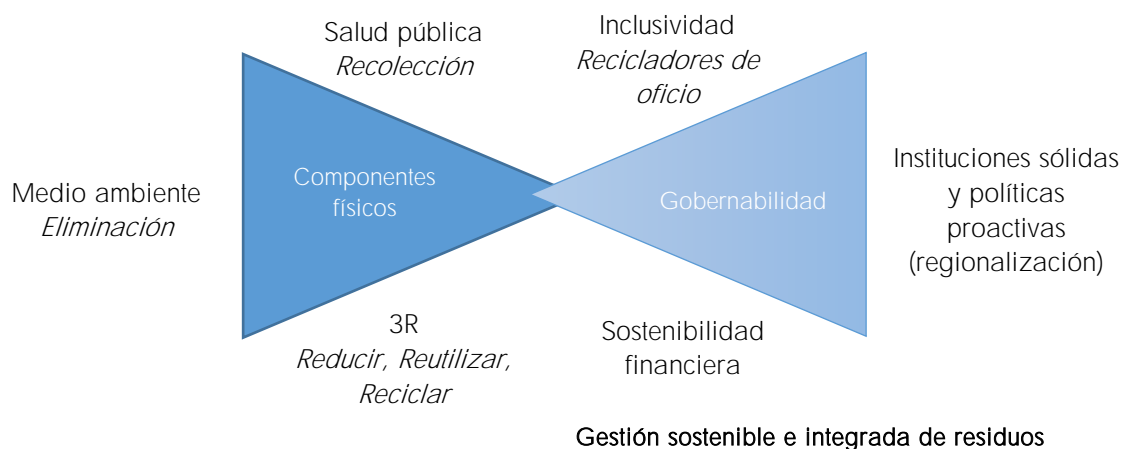 Salud pública
Recolección
Inclusividad
Recicladores de
oficio
Medio ambiente
Eliminación
Componentes
físicos
Gobernabilidad
Instituciones sólidas
y políticas
proactivas
(regionalización)
3R
Reducir, Reutilizar,
Reciclar
Sostenibilidad
financiera
Gestión sostenible e integrada de residuos